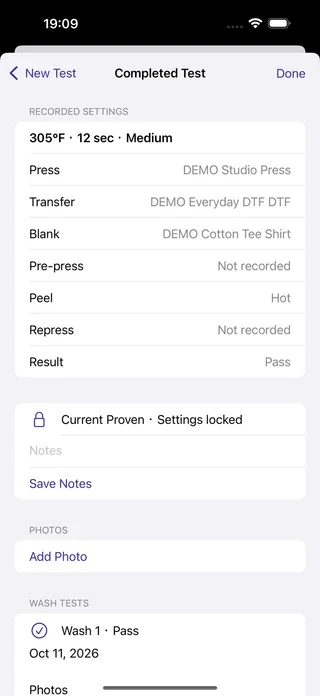 19:09
New Test
Completed Test
Done
RECORDED SETTINGS
305°F · 12 sec · Medium
Press DEMO Studio Press
Transfer DEMO Everyday DTF DTF
Blank DEMO Cotton Tee Shirt
Pre-press Not recorded
Peel Hot
Repress Not recorded
Result Pass
Current Proven · Settings locked
Notes
Save Notes
PHOTOS
Add Photo
WASH TESTS
Wash 1 · Pass
Oct 11, 2026
Photos